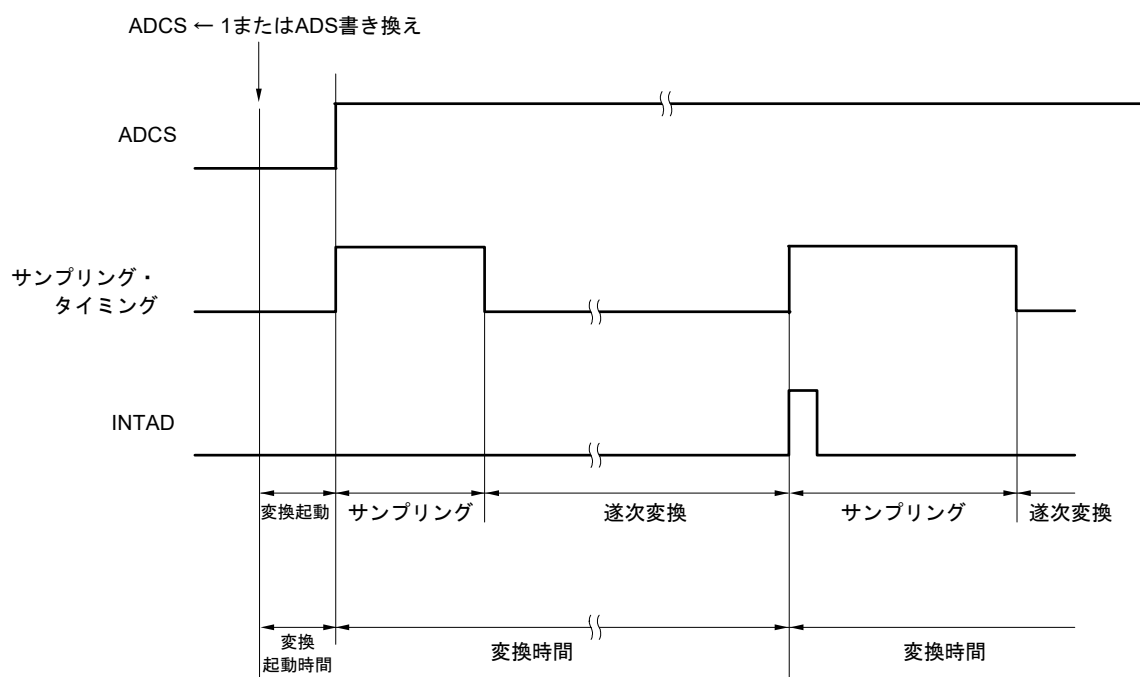 ADCS ← 1またはADS書き換え
ADCS
サンプリング・
タイミング
INTAD
変換起動
サンプリング
逐次変換
サンプリング
逐次変換
変換
起動時間
変換時間
変換時間